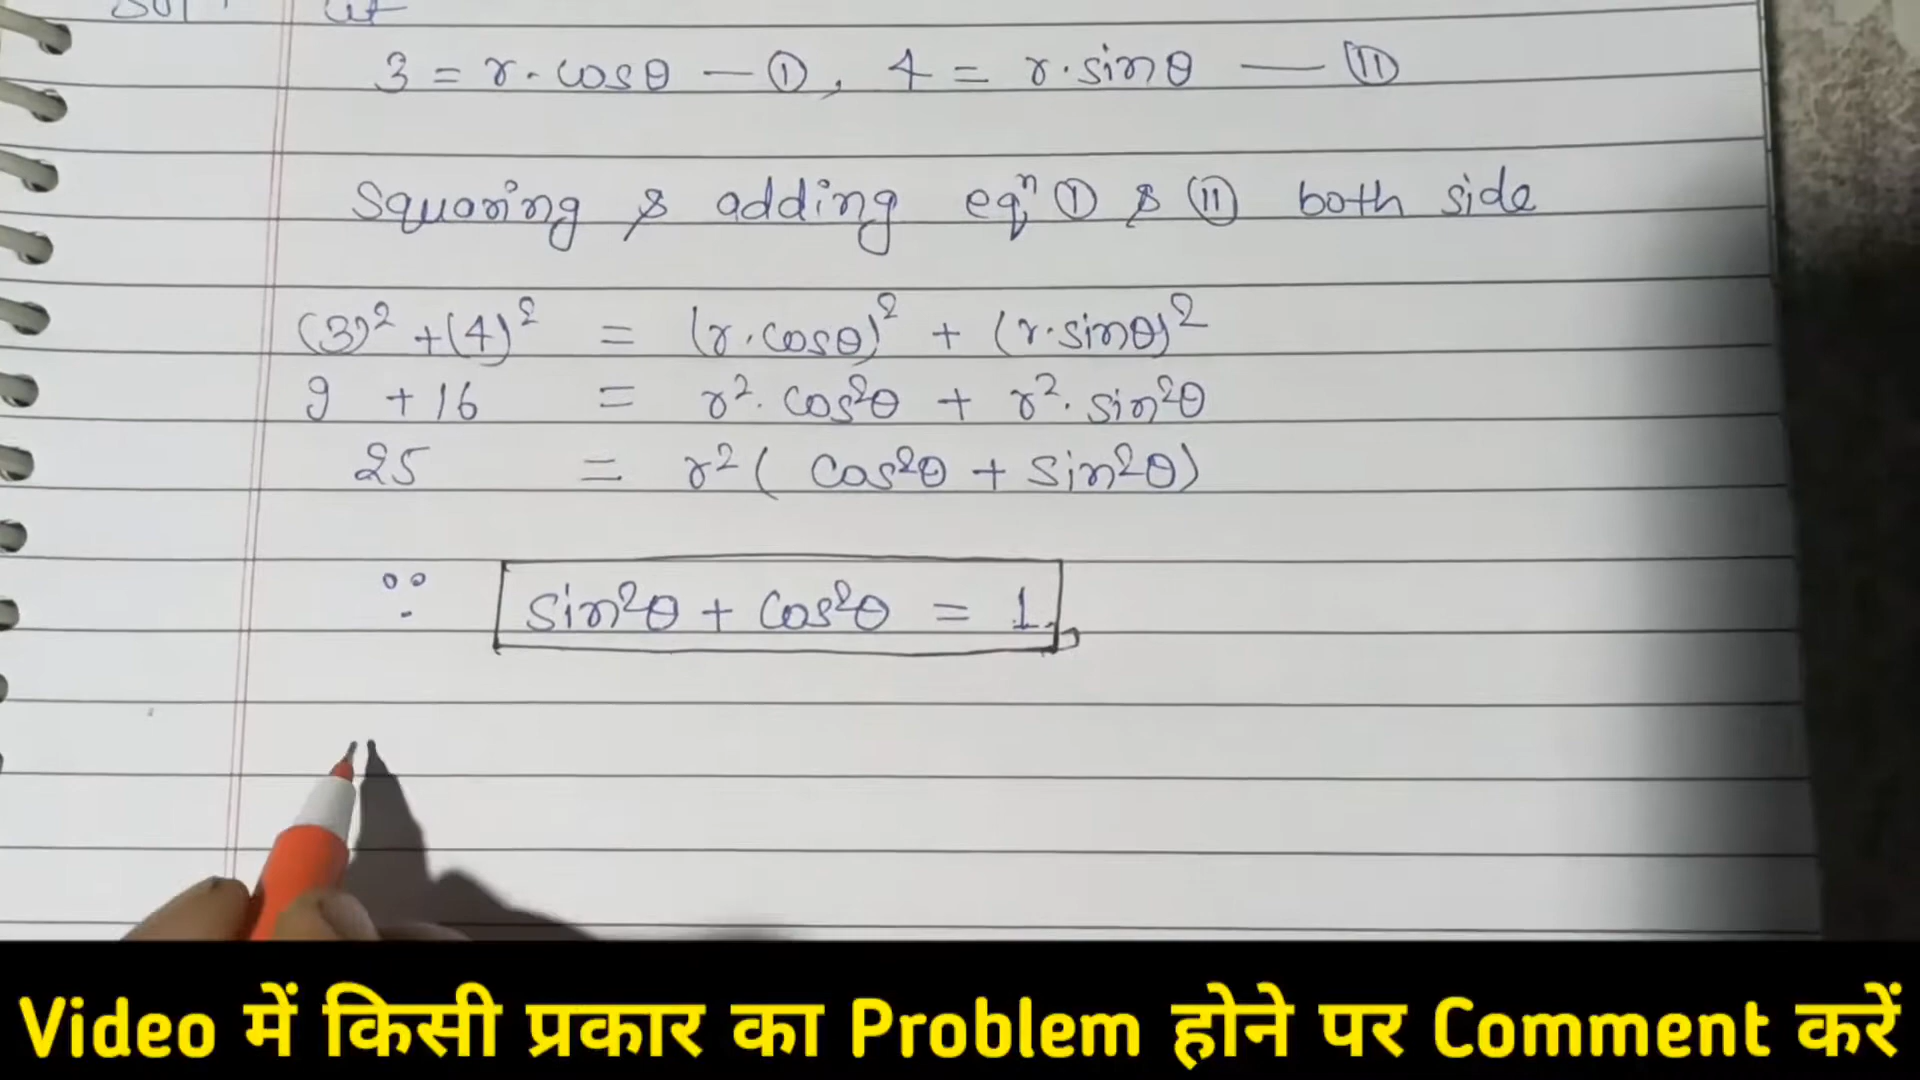 3 = r·cosθ — Ⓘ, 4 = r·sinθ — Ⓘⓘ
Squaring & adding eqⁿ Ⓘ & Ⓘⓘ both side
(3)² + (4)² = (r·cosθ)² + (r·sinθ)²
9 + 16 = r²·cos²θ + r²·sin²θ
25 = r² ( cos²θ + sin²θ)
∵ sin²θ + cos²θ = 1
Video में किसी प्रकार का Problem होने पर Comment करें